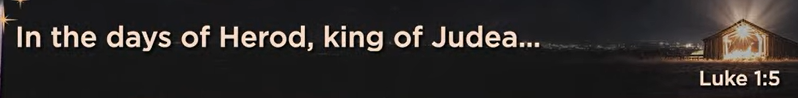 In the days of Herod, king of Judea...
Luke 1:5